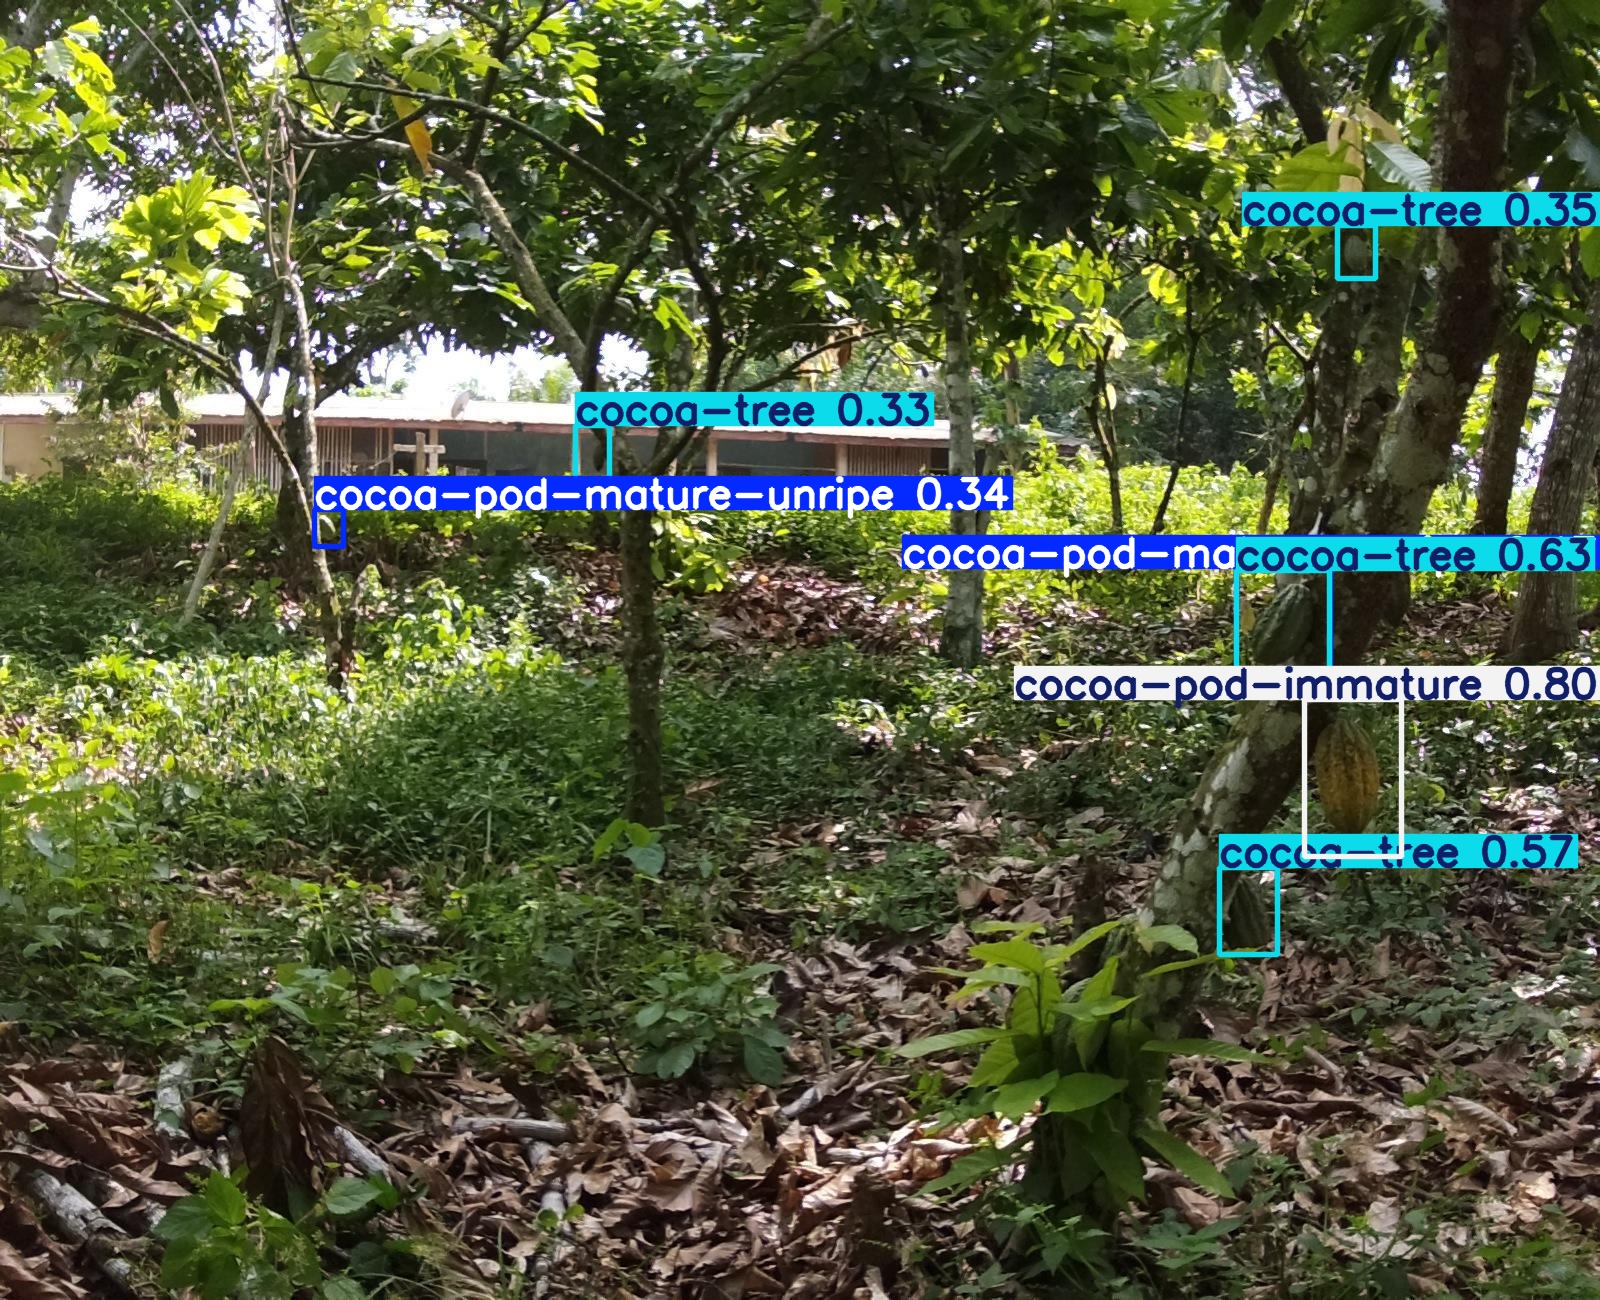 cocoa-tree 0.35
cocoa-tree 0.33
cocoa-pod-mature-unripe 0.34
cocoa-pod-ma
cocoa-tree 0.63
cocoa-pod-immature 0.80
cocoa-tree 0.57